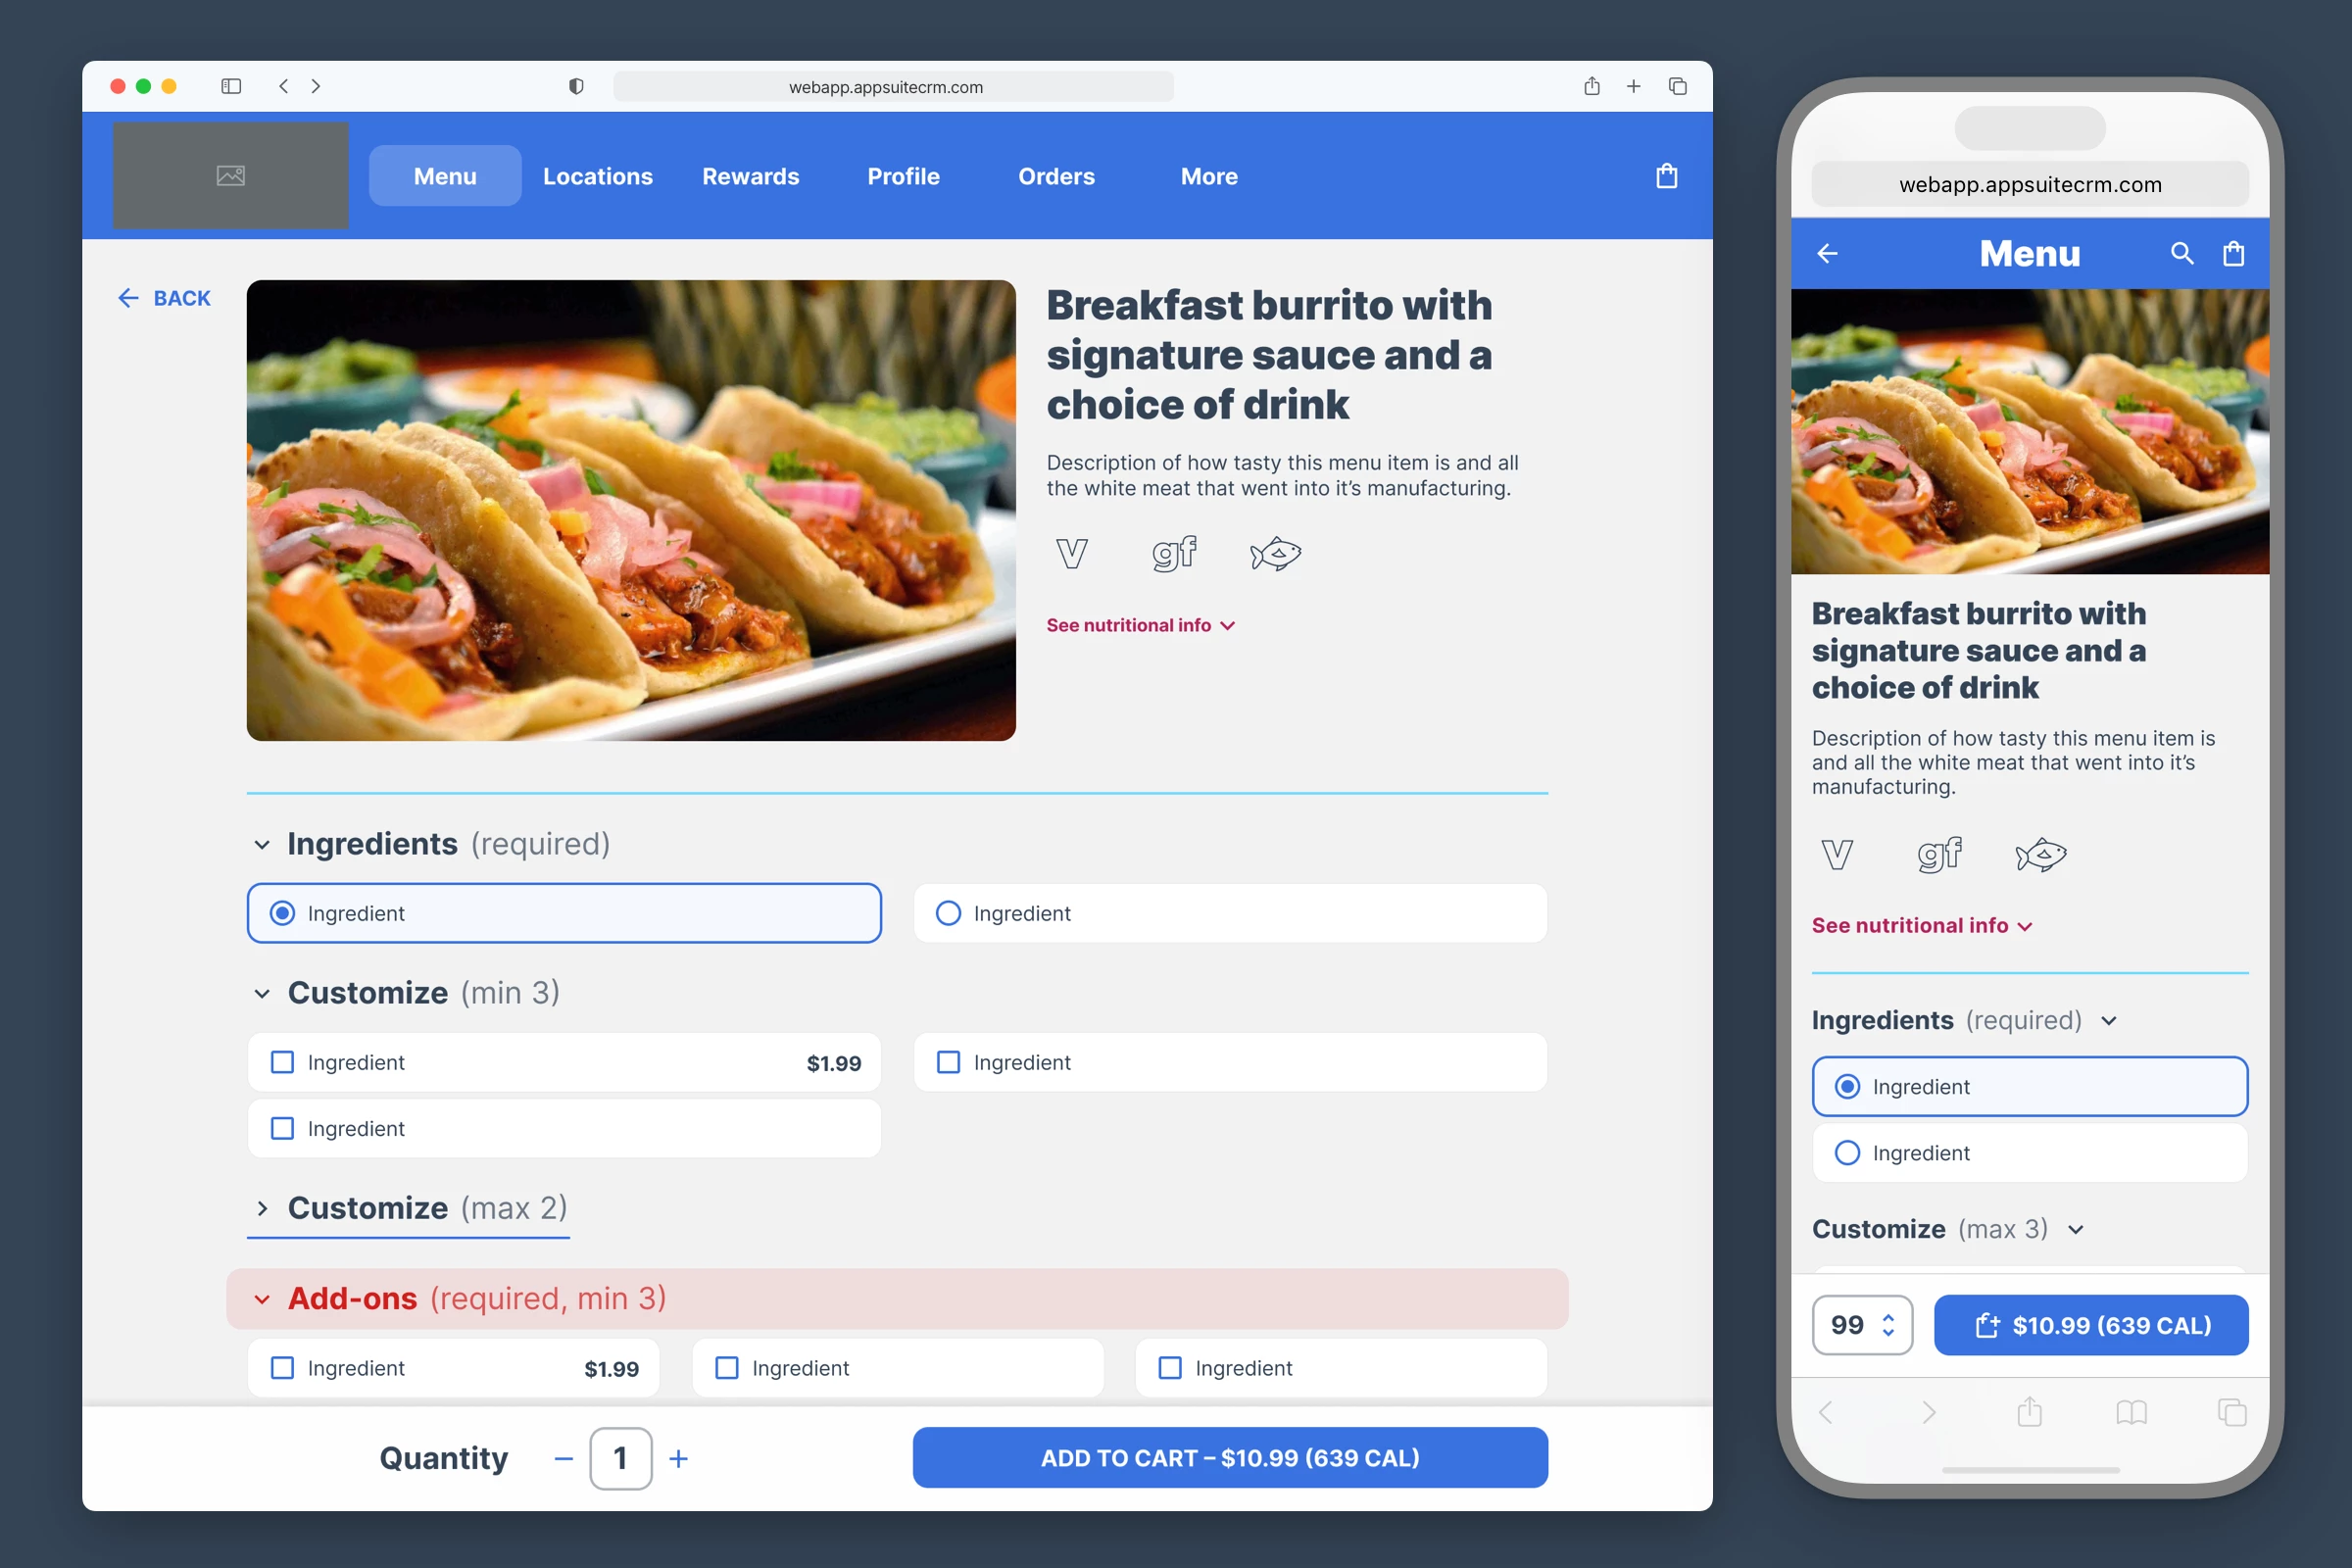 webapp.appsuitecrm.com
Menu Locations Rewards Profile Orders More
BACK
Breakfast burrito with
signature sauce and a
choice of drink
Description of how tasty this menu item is and all
the white meat that went into it’s manufacturing.
V gf
See nutritional info
Ingredients (required)
Ingredient
Ingredient
Customize (min 3)
Ingredient $1.99
Ingredient
Ingredient
Customize (max 2)
Add-ons (required, min 3)
Ingredient $1.99
Ingredient
Ingredient
Quantity 1
ADD TO CART – $10.99 (639 CAL)
webapp.appsuitecrm.com
Menu
Breakfast burrito with
signature sauce and a
choice of drink
Description of how tasty this menu item is
and all the white meat that went into it’s
manufacturing.
V gf
See nutritional info
Ingredients (required)
Ingredient
Ingredient
Customize (max 3)
99
$10.99 (639 CAL)